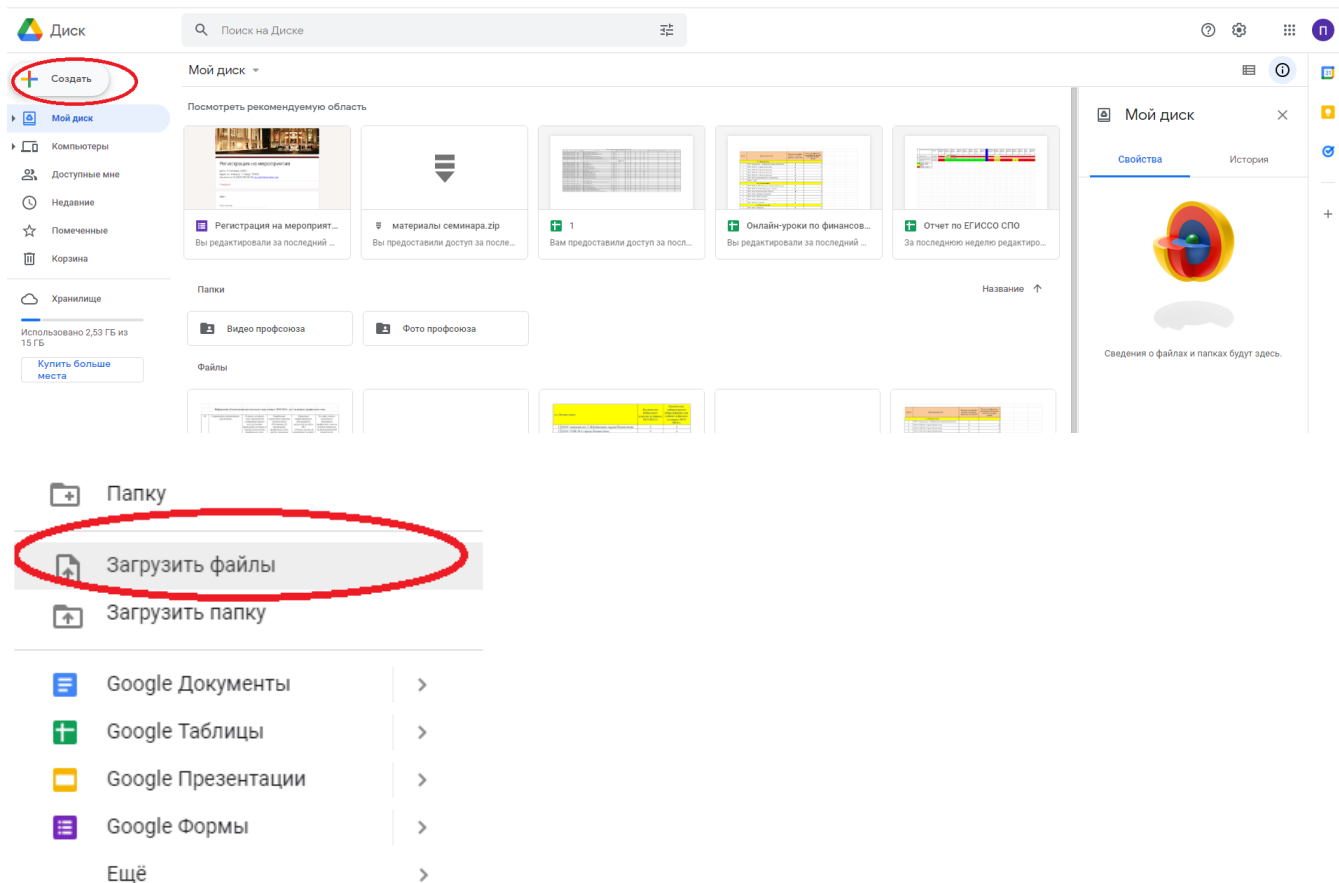 Диск
Поиск на Диске
П
Создать
Мой диск
31
Мой диск
Компьютеры
Доступные мне
Недавние
Помеченные
Корзина
Хранилище
Использовано 2,53 ГБ из
15 ГБ
Купить больше
места
Посмотреть рекомендуемую область
Регистрация на мероприятие
Регистрация на мероприят...
Вы редактировали за последний ...
материалы семинара.zip
Вы предоставили доступ за после...
1
Вам предоставили доступ за посл...
Онлайн-уроки по финансов...
Вы редактировали за последний ...
Отчет по ЕГИССО СПО
За последнюю неделю редактиро...
Папки
Название
Видео профсоюза
Фото профсоюза
Файлы
Мой диск
Свойства
История
Сведения о файлах и папках будут здесь.
Папку
Загрузить файлы
Загрузить папку
Google Документы
Google Таблицы
Google Презентации
Google Формы
Ещё